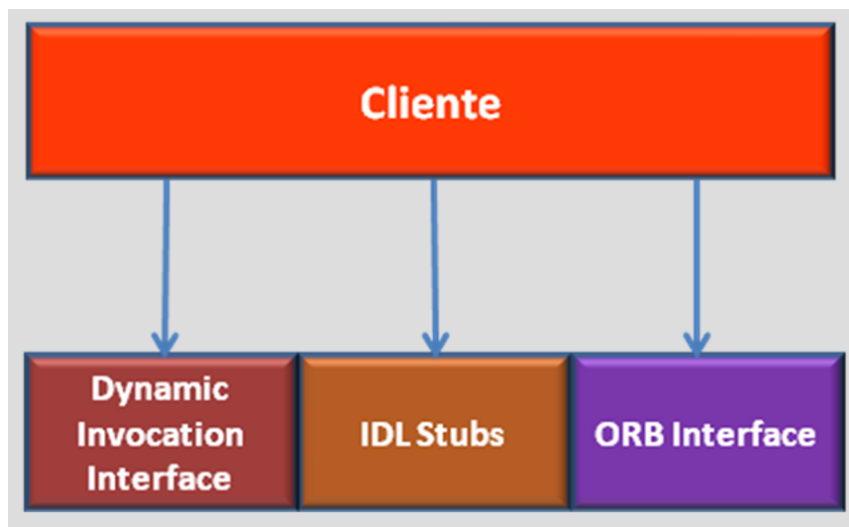 Cliente
Dynamic
Invocation
Interface
IDL Stubs
ORB Interface